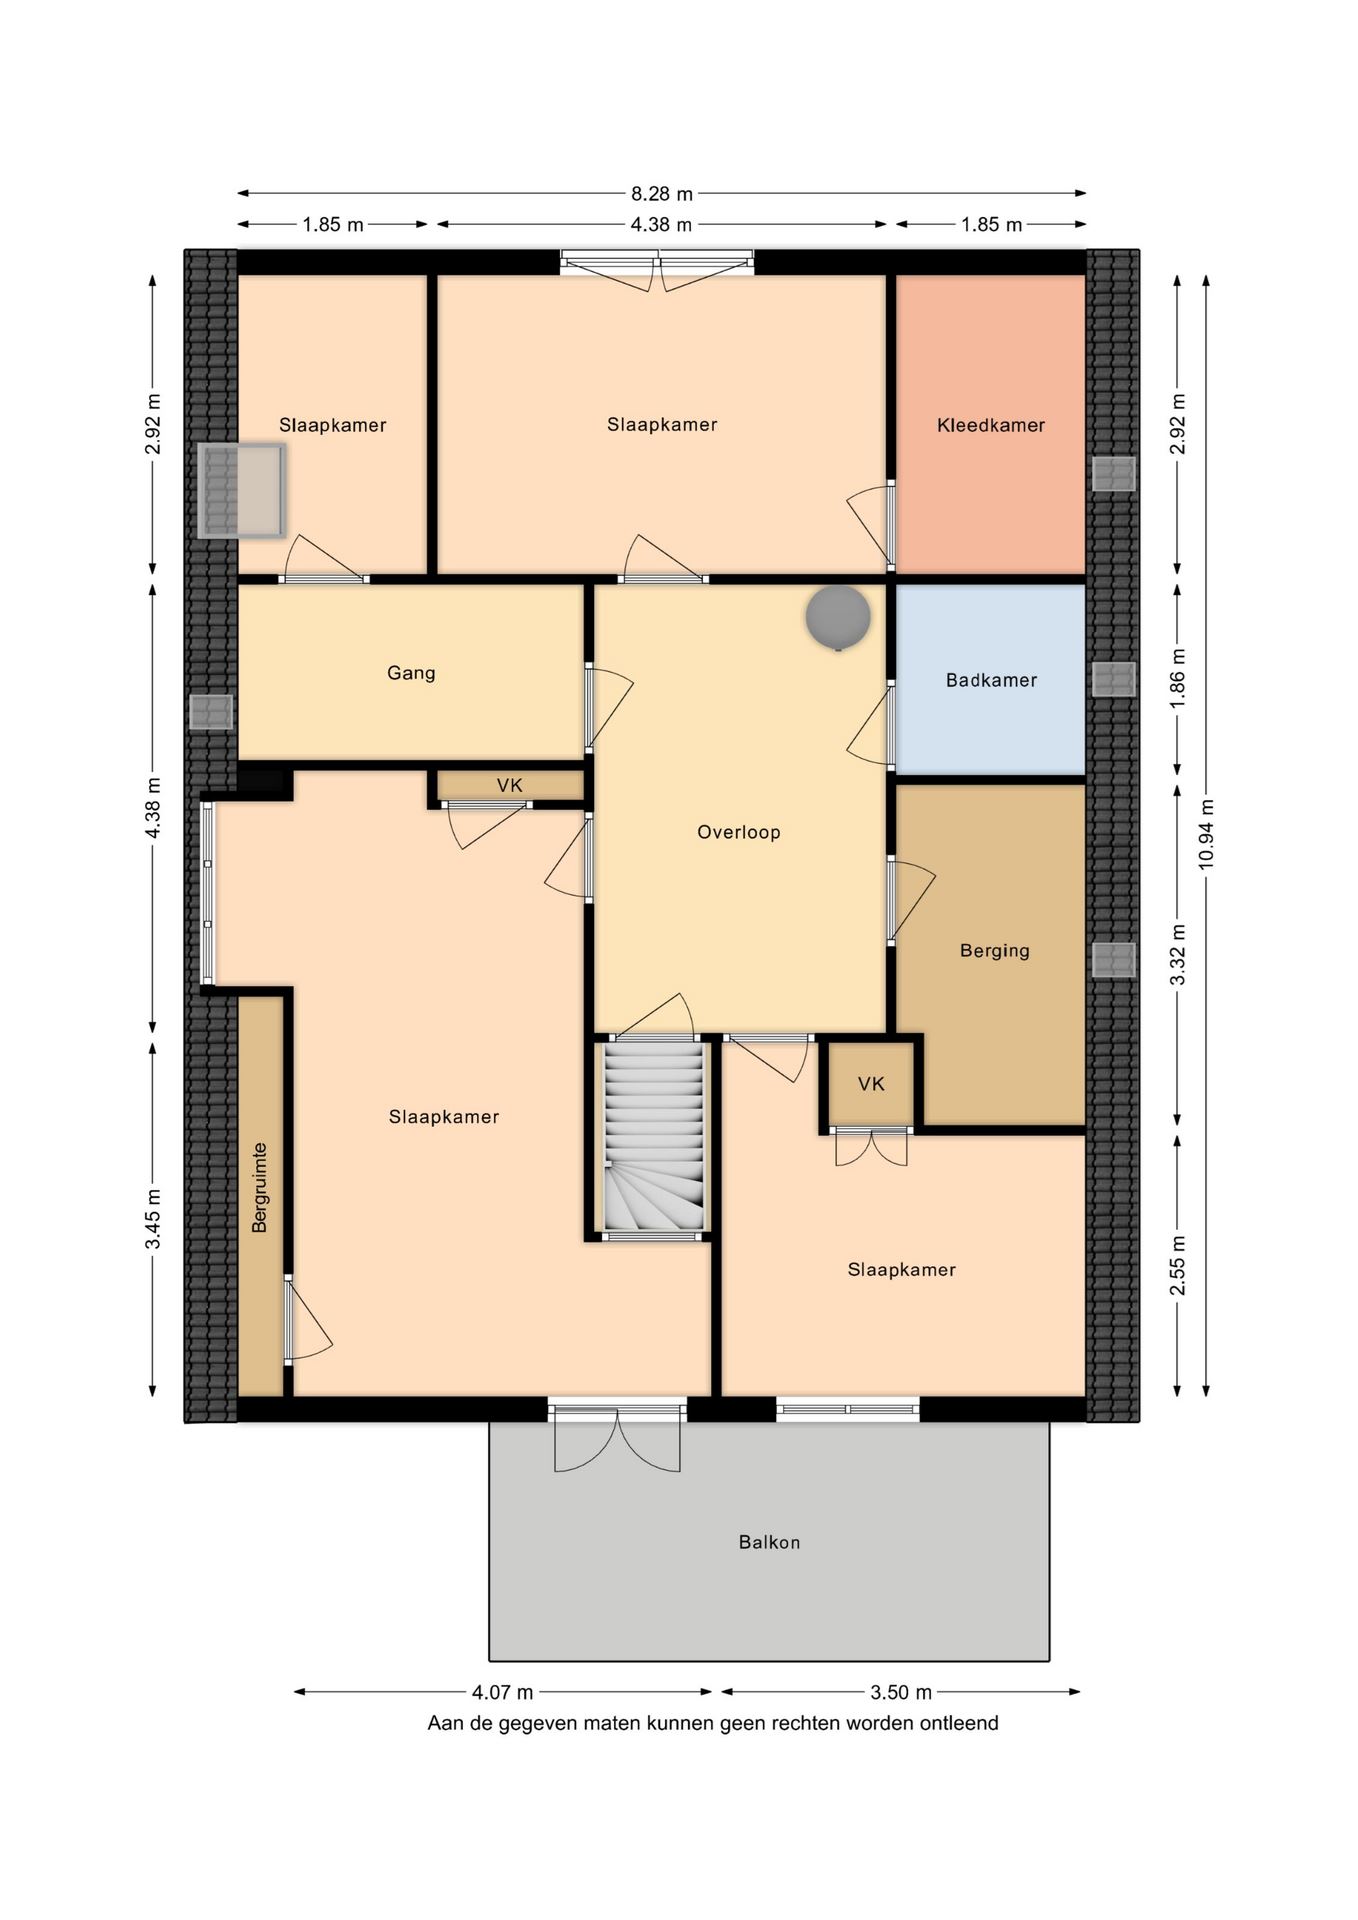 8.28 m
1.85 m
4.38 m
1.85 m
2.92 m
2.92 m
Slaapkamer
Slaapkamer
Kleedkamer
Gang
Badkamer
1.86 m
VK
4.38 m
Overloop
10.94 m
Berging
3.32 m
VK
Slaapkamer
Bergruimte
3.45 m
Slaapkamer
2.55 m
Balkon
4.07 m
3.50 m
Aan de gegeven maten kunnen geen rechten worden ontleend